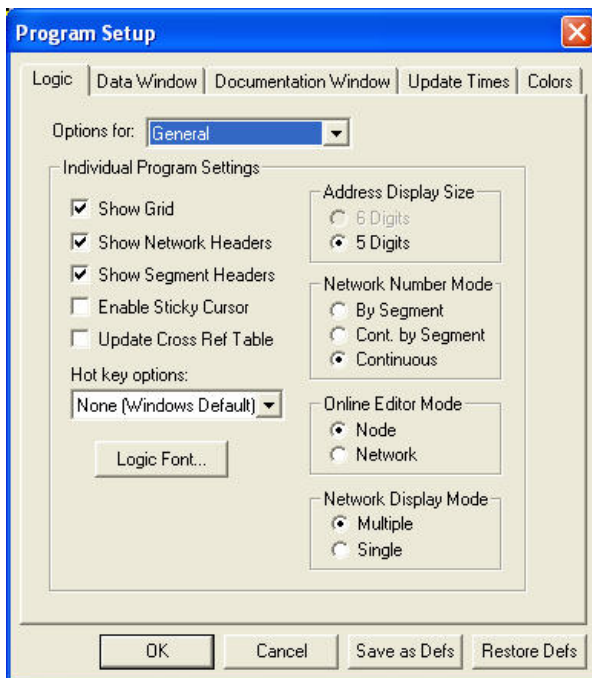 Program Setup
Logic Data Window Documentation Window Update Times Colors
Options for: General
Individual Program Settings
Show Grid
Show Network Headers
Show Segment Headers
Enable Sticky Cursor
Update Cross Ref Table
Hot key options:
None (Windows Default)
Logic Font...
Address Display Size
6 Digits
5 Digits
Network Number Mode
By Segment
Cont. by Segment
Continuous
Online Editor Mode
Node
Network
Network Display Mode
Multiple
Single
OK Cancel Save as Defs Restore Defs